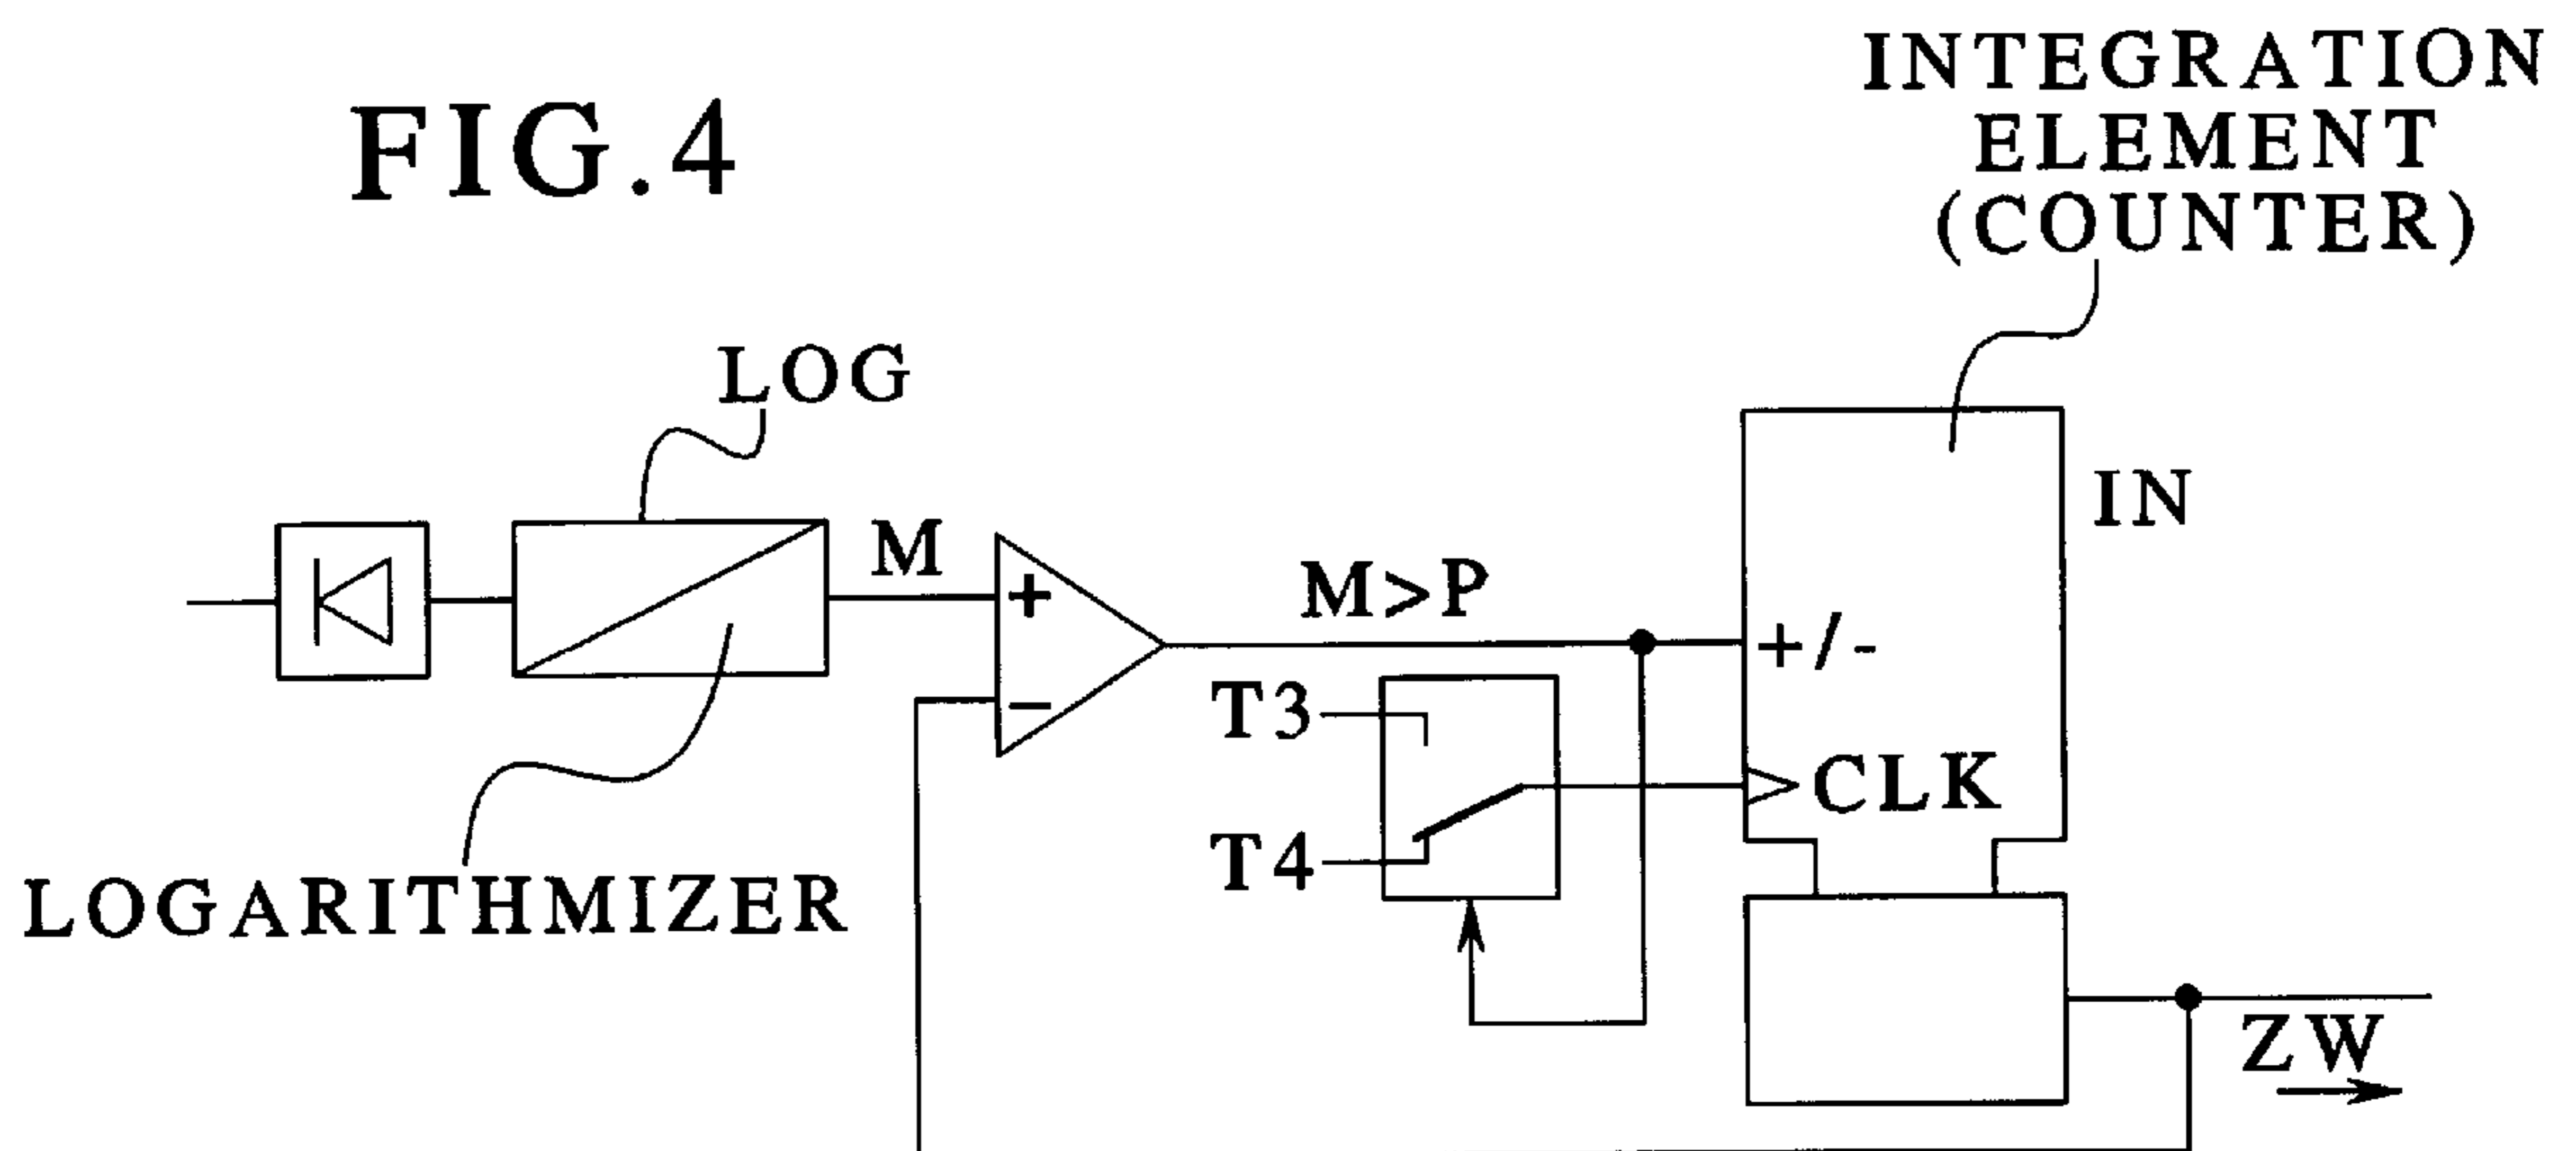 FIG.4
INTEGRATION
ELEMENT
(COUNTER)
LOG
IN
M
+
−
M>P
+/-
T3
CLK
T4
LOGARITHMIZER
ZW